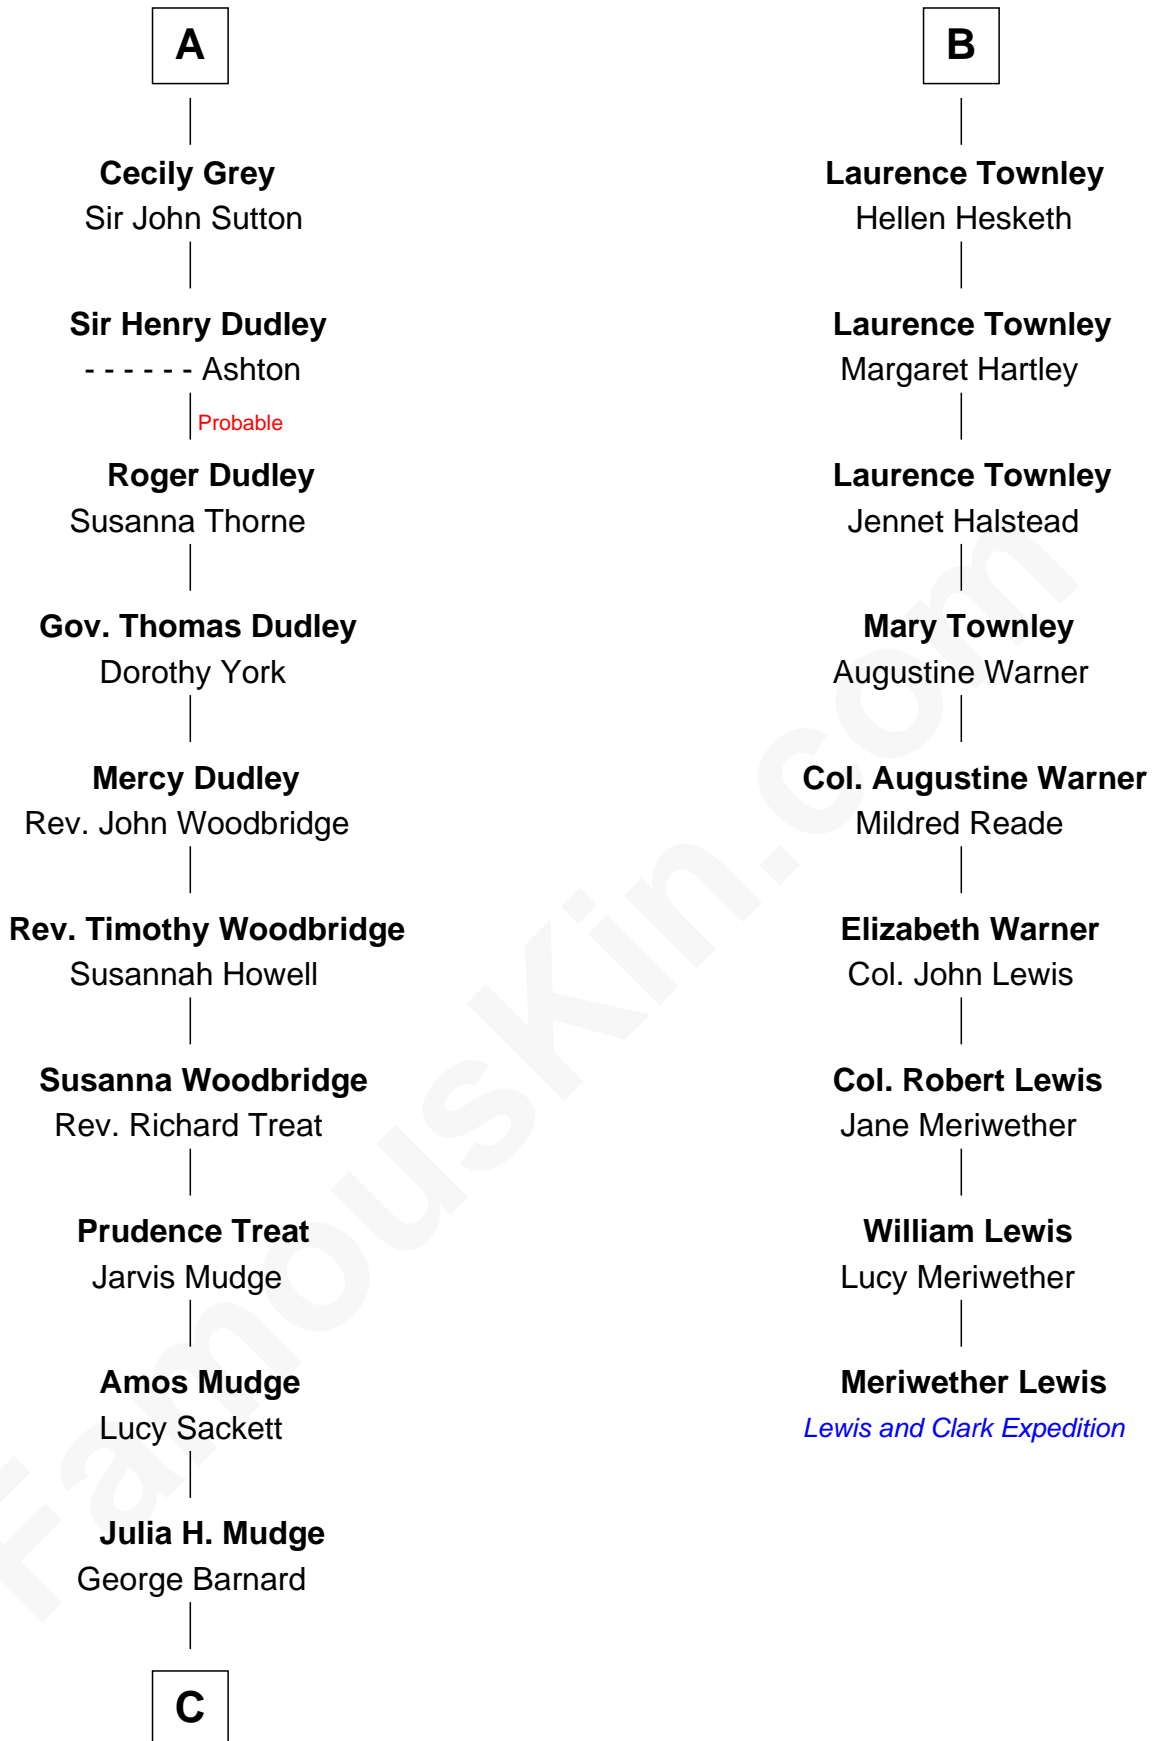 A
Cecily Grey
Sir John Sutton
Sir Henry Dudley
- - - - - - Ashton
Probable
Roger Dudley
Susanna Thorne
Gov. Thomas Dudley
Dorothy York
Mercy Dudley
Rev. John Woodbridge
Rev. Timothy Woodbridge
Susannah Howell
Susanna Woodbridge
Rev. Richard Treat
Prudence Treat
Jarvis Mudge
Amos Mudge
Lucy Sackett
Julia H. Mudge
George Barnard
C
B
Laurence Townley
Hellen Hesketh
Laurence Townley
Margaret Hartley
Laurence Townley
Jennet Halstead
Mary Townley
Augustine Warner
Col. Augustine Warner
Mildred Reade
Elizabeth Warner
Col. John Lewis
Col. Robert Lewis
Jane Meriwether
William Lewis
Lucy Meriwether
Meriwether Lewis
Lewis and Clark Expedition
FamousKin.com